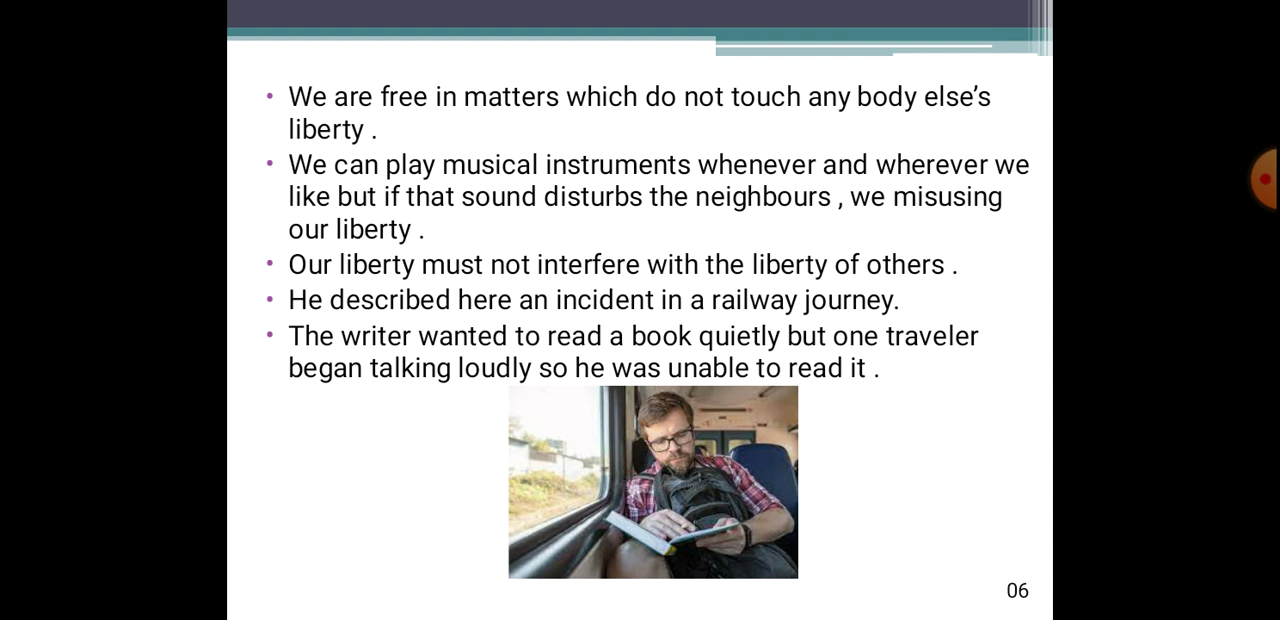 • We are free in matters which do not touch any body else’s
liberty .
• We can play musical instruments whenever and wherever we
like but if that sound disturbs the neighbours , we misusing
our liberty .
• Our liberty must not interfere with the liberty of others .
• He described here an incident in a railway journey.
• The writer wanted to read a book quietly but one traveler
began talking loudly so he was unable to read it .
06